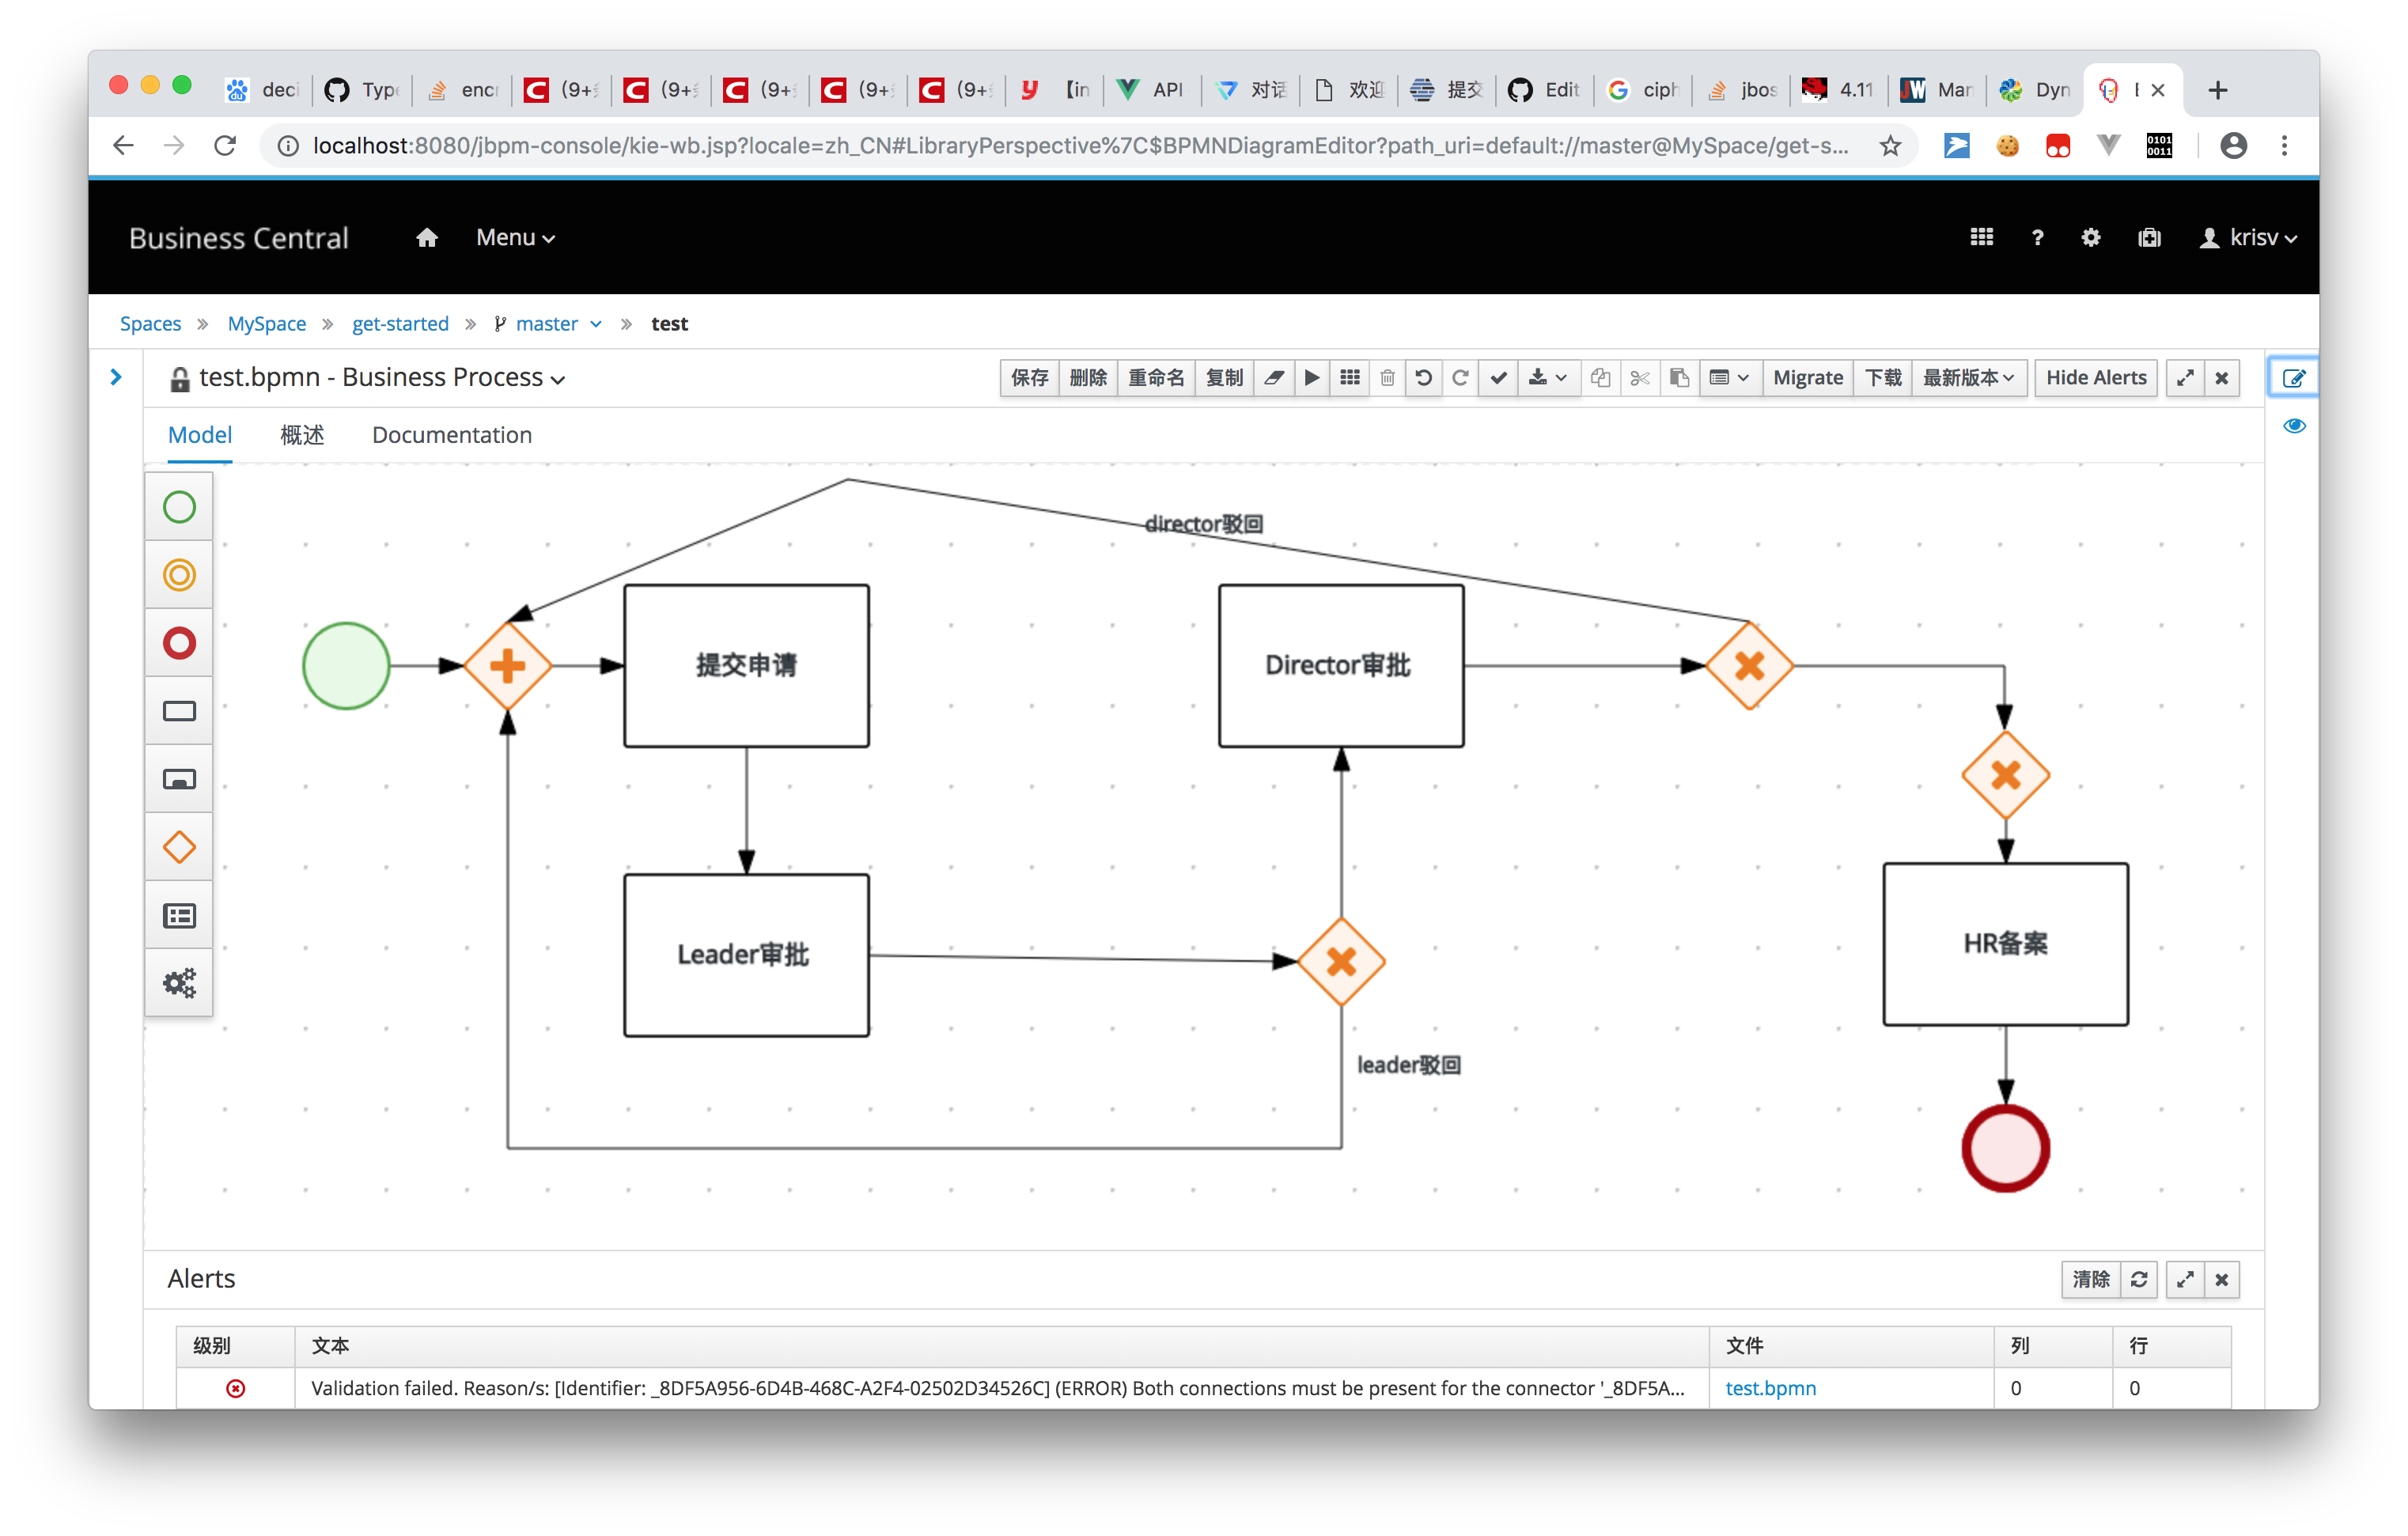 deci
Type
encr
(9+
(9+
(9+
(9+
(9+
【in
API
对话
欢迎
提交
Edit
ciph
jbos
4.11
Man
Dyn
localhost:8080/jbpm-console/kie-wb.jsp?locale=zh_CN#LibraryPerspective%7C$BPMNDiagramEditor?path_uri=default://master@MySpace/get-s...
0101
0011
Business Central
Menu
krisv
Spaces » MySpace » get-started » master » test
test.bpmn - Business Process
保存 删除 重命名 复制 Migrate 下载 最新版本 Hide Alerts
Model 概述 Documentation
director驳回
提交申请
Director审批
Leader审批
HR备案
leader驳回
Alerts
清除
级别 文本 文件 列 行
Validation failed. Reason/s: [Identifier: _8DF5A956-6D4B-468C-A2F4-02502D34526C] (ERROR) Both connections must be present for the connector '_8DF5A... test.bpmn 0 0